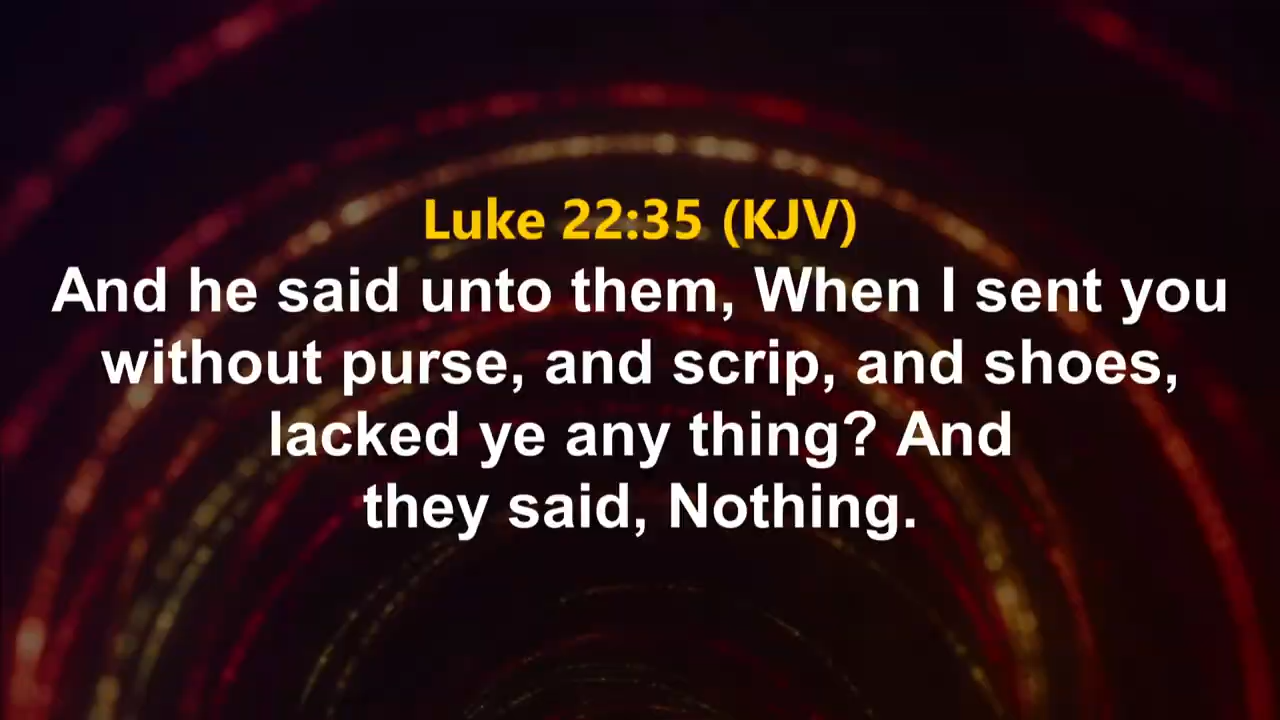 Luke 22:35 (KJV)
And he said unto them, When I sent you
without purse, and scrip, and shoes,
lacked ye any thing? And
they said, Nothing.